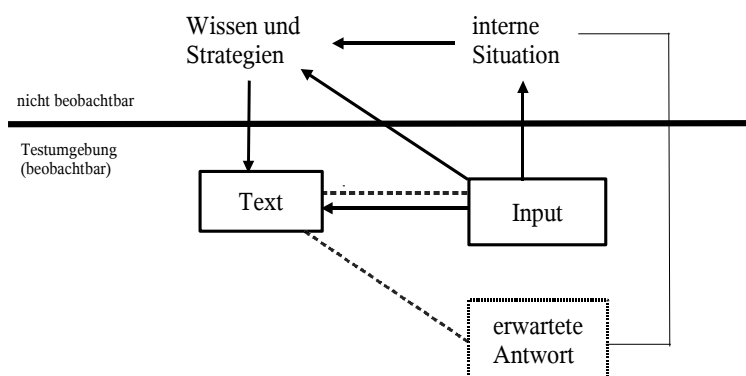 Wissen und
Strategien
interne
Situation
nicht beobachtbar
Testumgebung
(beobachtbar)
Text
Input
erwartete
Antwort